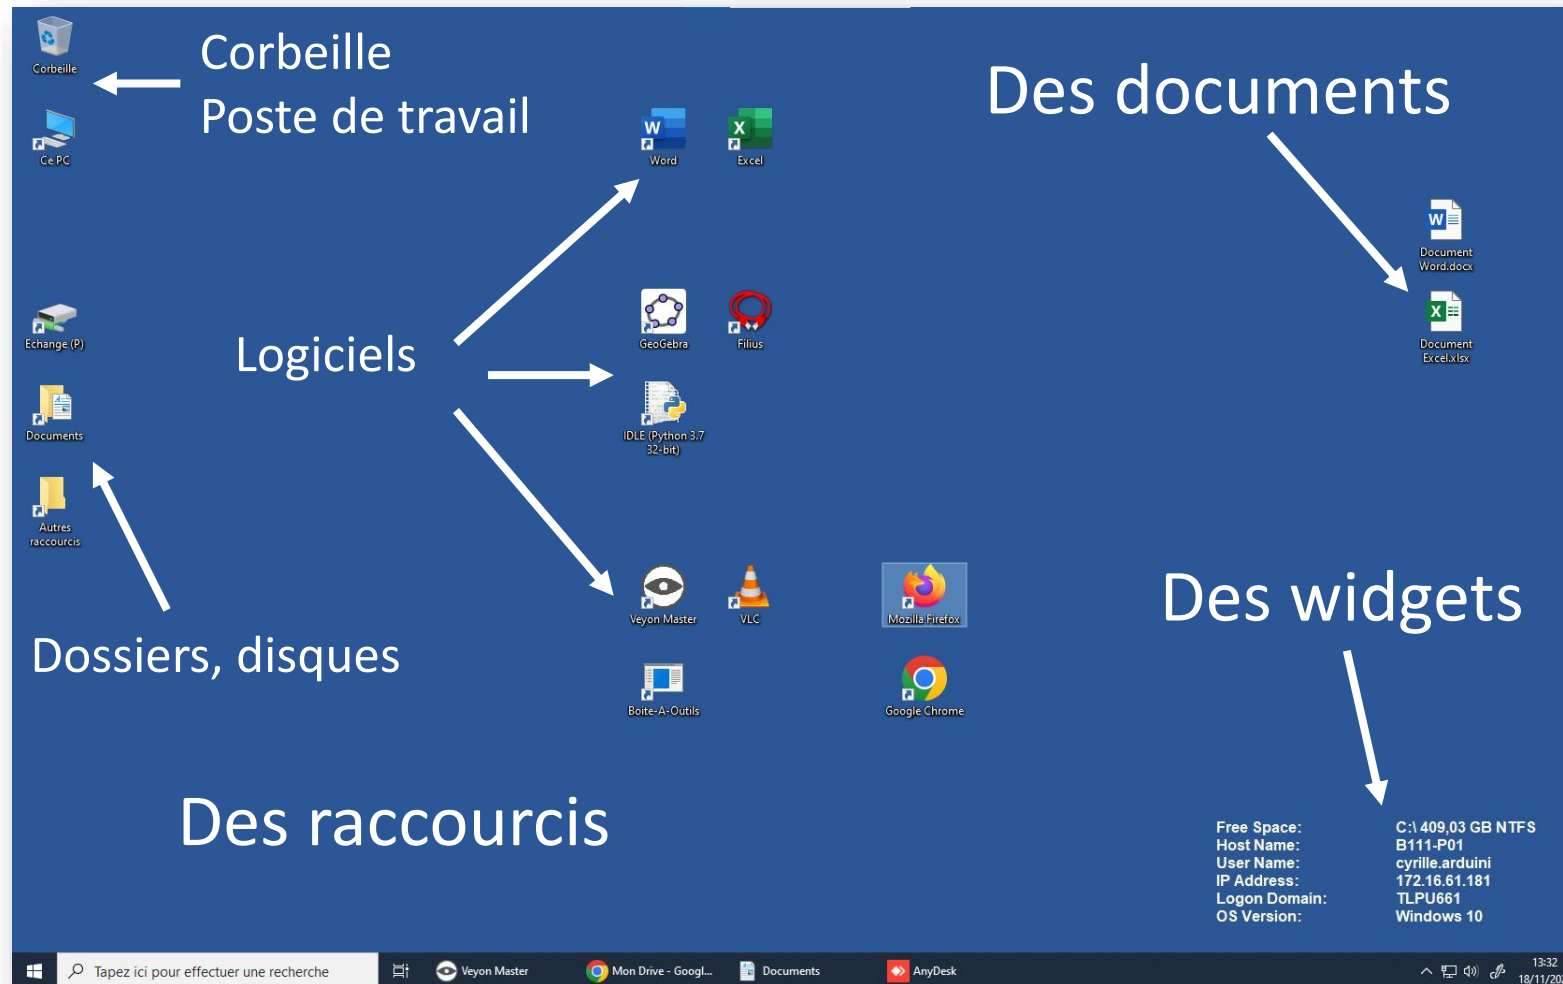 Corbeille
Ce PC
Corbeille
Poste de travail
Word
Excel
Des documents
Document
Word.docx
Document
Excel.xlsx
Echange (P)
Documents
Autres
raccourcis
Logiciels
GeoGebra
Filius
IDLE (Python 3.7
32-bit)
Dossiers, disques
Veyon Master
VLC
Mozilla Firefox
Boite-A-Outils
Google Chrome
Des widgets
Des raccourcis
Free Space: C:\ 409,03 GB NTFS
Host Name: B111-P01
User Name: cyrille.arduini
IP Address: 172.16.61.181
Logon Domain: TLPU661
OS Version: Windows 10
Tapez ici pour effectuer une recherche
Veyon Master
Mon Drive - Googl...
Documents
AnyDesk
13:32